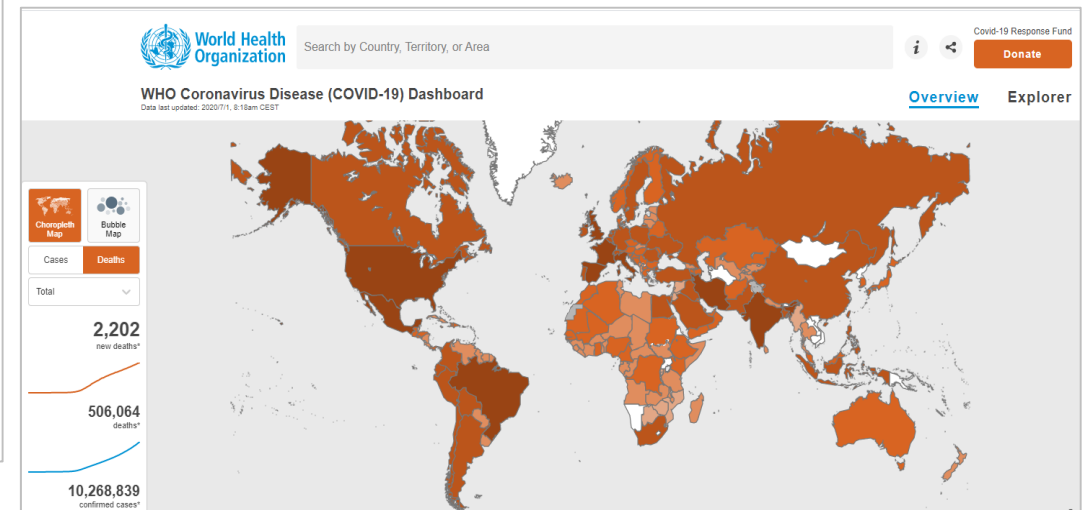 World Health
Organization
Search by Country, Territory, or Area
i
Covid-19 Response Fund
Donate
WHO Coronavirus Disease (COVID-19) Dashboard
Data last updated: 2020/7/1, 8:18am CEST
Overview
Explorer
Choropleth
Map
Bubble
Map
Cases
Deaths
Total
2,202
new deaths*
506,064
deaths*
10,268,839
confirmed cases*